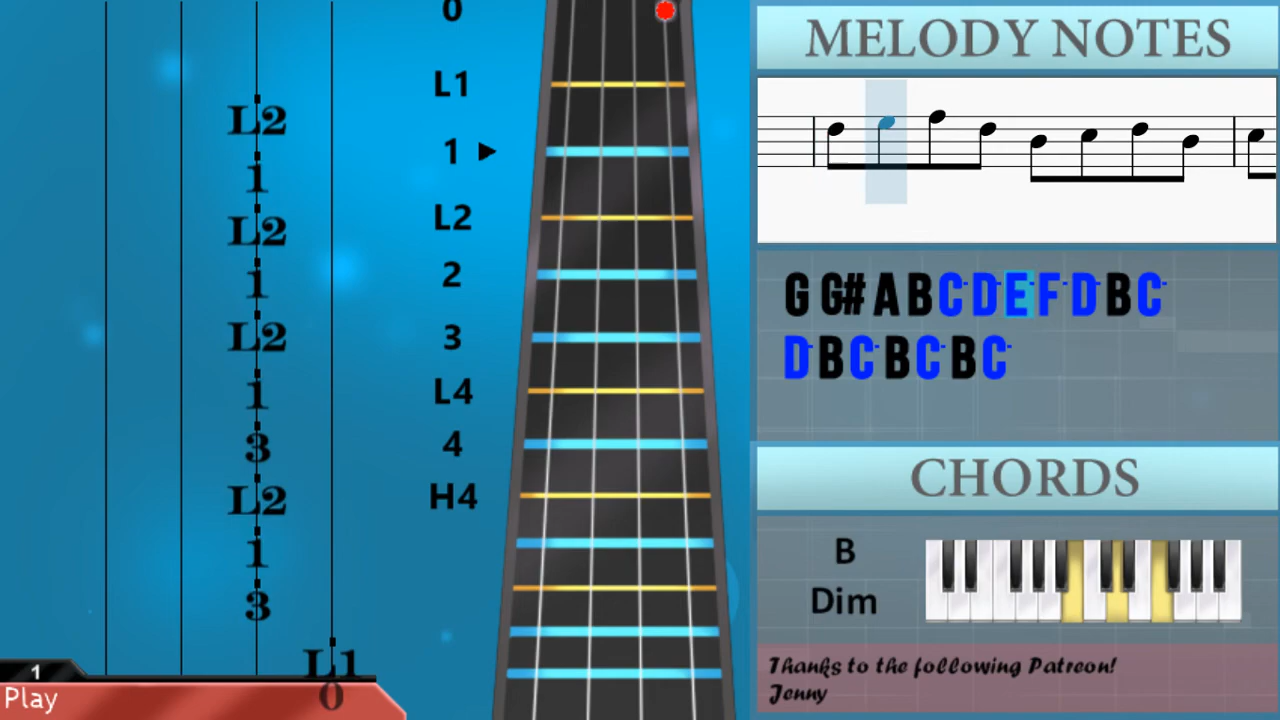 L2
1
L2
1
L2
1
3
L2
1
3
L1
0
1
Play
0
L1
1
L2
2
3
L4
4
H4
MELODY NOTES
G G# A B C D E F D B C
D B C B C B C
CHORDS
B
Dim
Thanks to the following Patreon!
Jenny